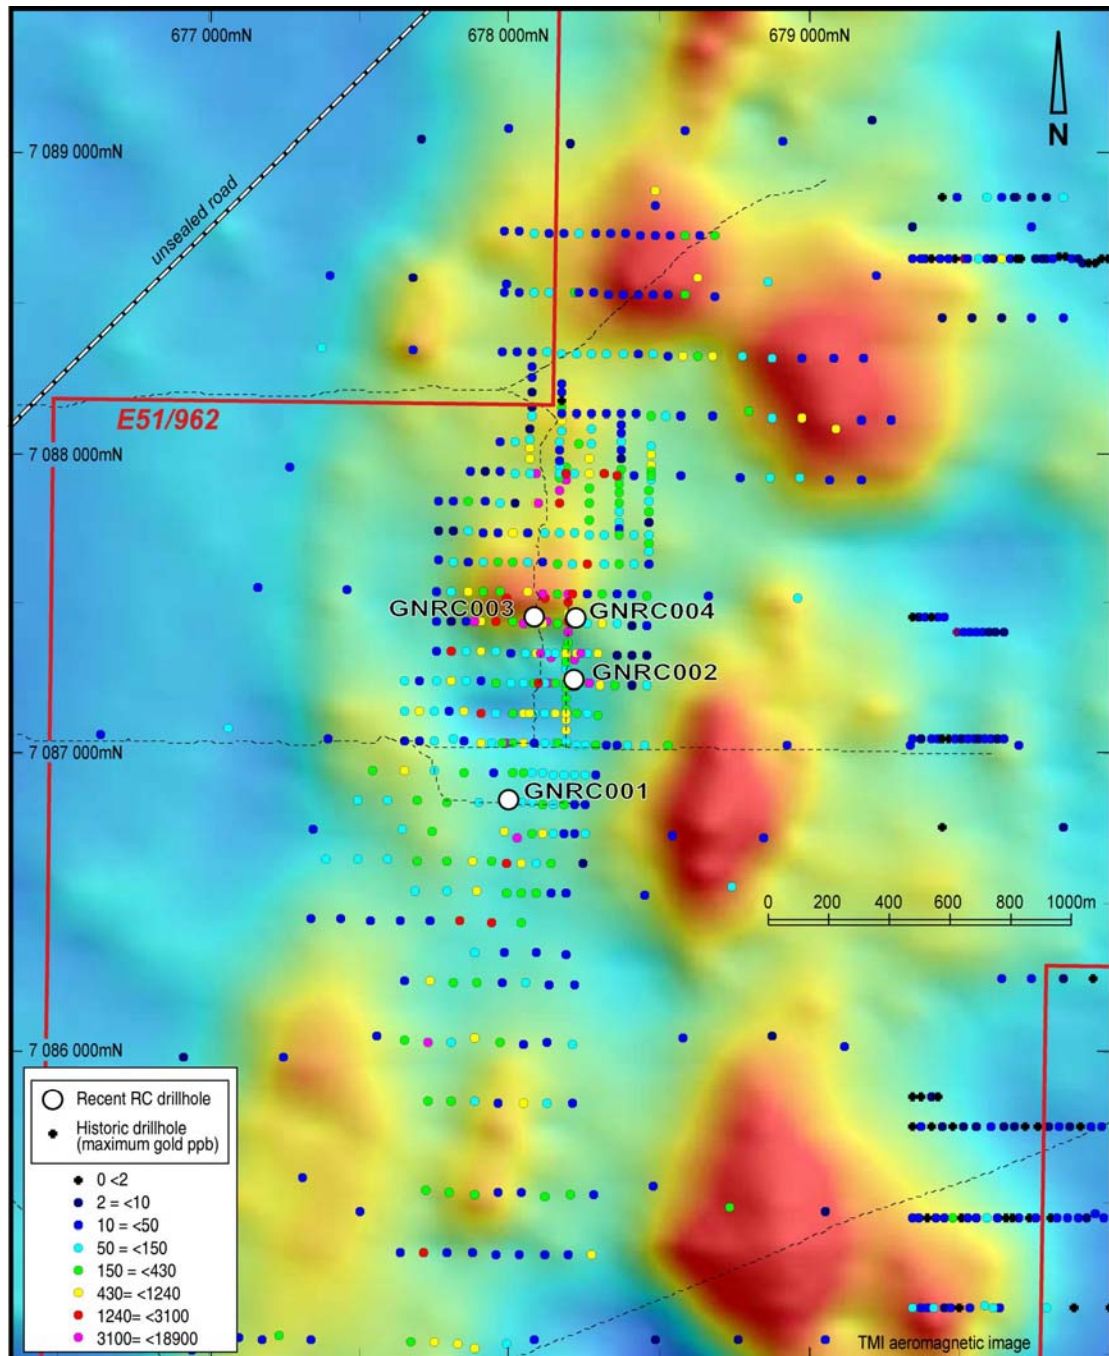 677 000mN
678 000mN
679 000mN
N
7 089 000mN
unsealed road
E51/962
7 088 000mN
GNRC003
GNRC004
GNRC002
7 087 000mN
GNRC001
0 200 400 600 800 1000m
7 086 000mN
Recent RC drillhole
Historic drillhole
(maximum gold ppb)
0 <2
2 = <10
10 = <50
50 = <150
150 = <430
430= <1240
1240= <3100
3100= <18900
TMI aeromagnetic image